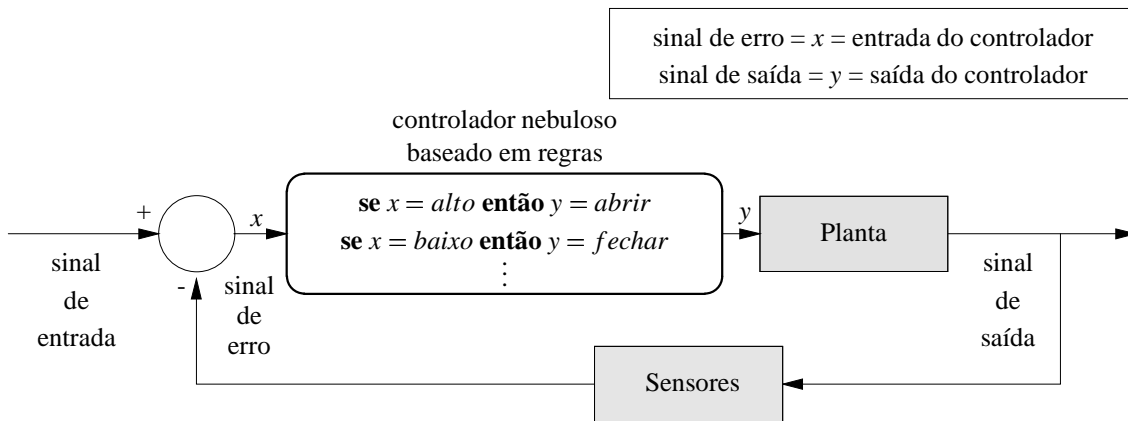 sinal de erro = x = entrada do controlador
sinal de saída = y = saída do controlador
controlador nebuloso
baseado em regras
se x = alto então y = abrir
se x = baixo então y = fechar
⋮
+
-
x
y
Planta
sinal
de
entrada
sinal
de
erro
sinal
de
saída
Sensores